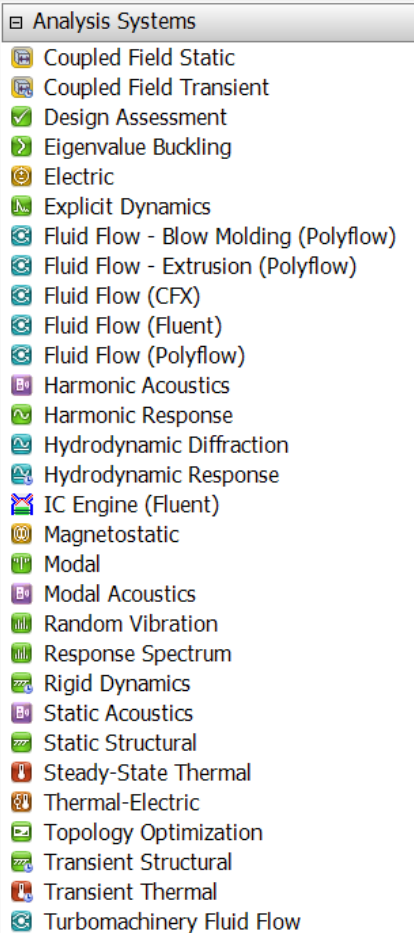 Analysis Systems
Coupled Field Static
Coupled Field Transient
Design Assessment
Eigenvalue Buckling
Electric
Explicit Dynamics
Fluid Flow - Blow Molding (Polyflow)
Fluid Flow - Extrusion (Polyflow)
Fluid Flow (CFX)
Fluid Flow (Fluent)
Fluid Flow (Polyflow)
Harmonic Acoustics
Harmonic Response
Hydrodynamic Diffraction
Hydrodynamic Response
IC Engine (Fluent)
Magnetostatic
Modal
Modal Acoustics
Random Vibration
Response Spectrum
Rigid Dynamics
Static Acoustics
Static Structural
Steady-State Thermal
Thermal-Electric
Topology Optimization
Transient Structural
Transient Thermal
Turbomachinery Fluid Flow